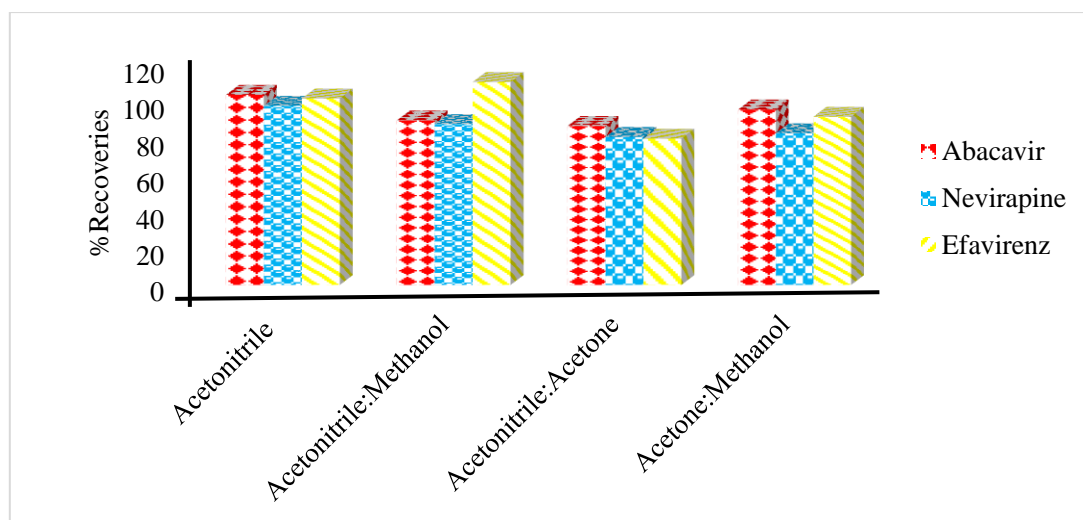 120
100
80
60
40
20
0
%Recoveries
Acetonitrile
Acetonitrile:Methanol
Acetonitrile:Acetone
Acetone:Methanol
Abacavir
Nevirapine
Efavirenz